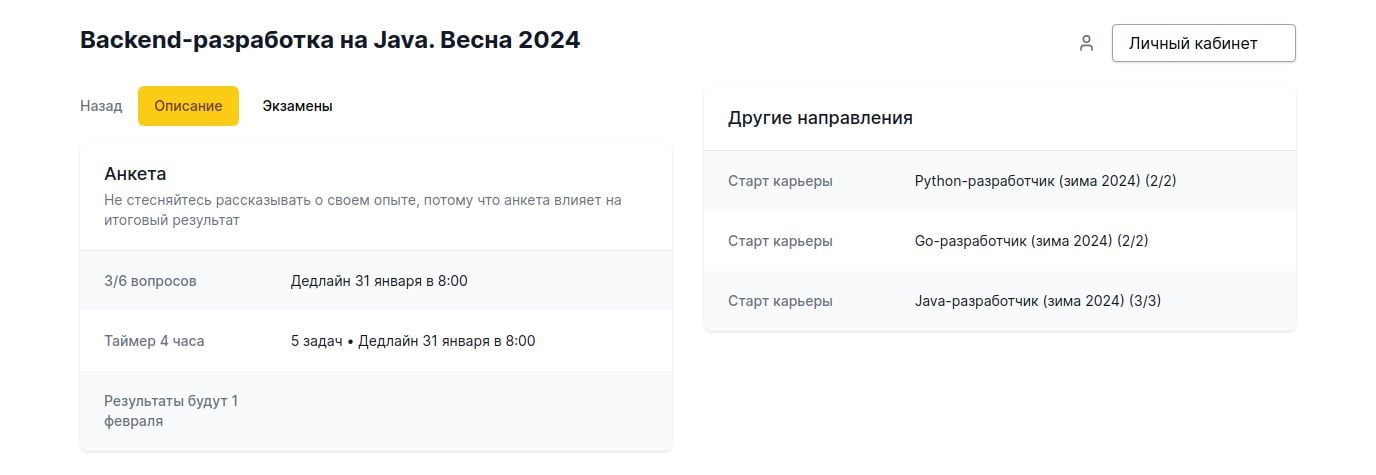 Backend-разработка на Java. Весна 2024
Личный кабинет
Назад Описание Экзамены
Анкета
Не стесняйтесь рассказывать о своем опыте, потому что анкета влияет на
итоговый результат
3/6 вопросов Дедлайн 31 января в 8:00
Таймер 4 часа 5 задач • Дедлайн 31 января в 8:00
Результаты будут 1
февраля
Другие направления
Старт карьеры Python-разработчик (зима 2024) (2/2)
Старт карьеры Go-разработчик (зима 2024) (2/2)
Старт карьеры Java-разработчик (зима 2024) (3/3)